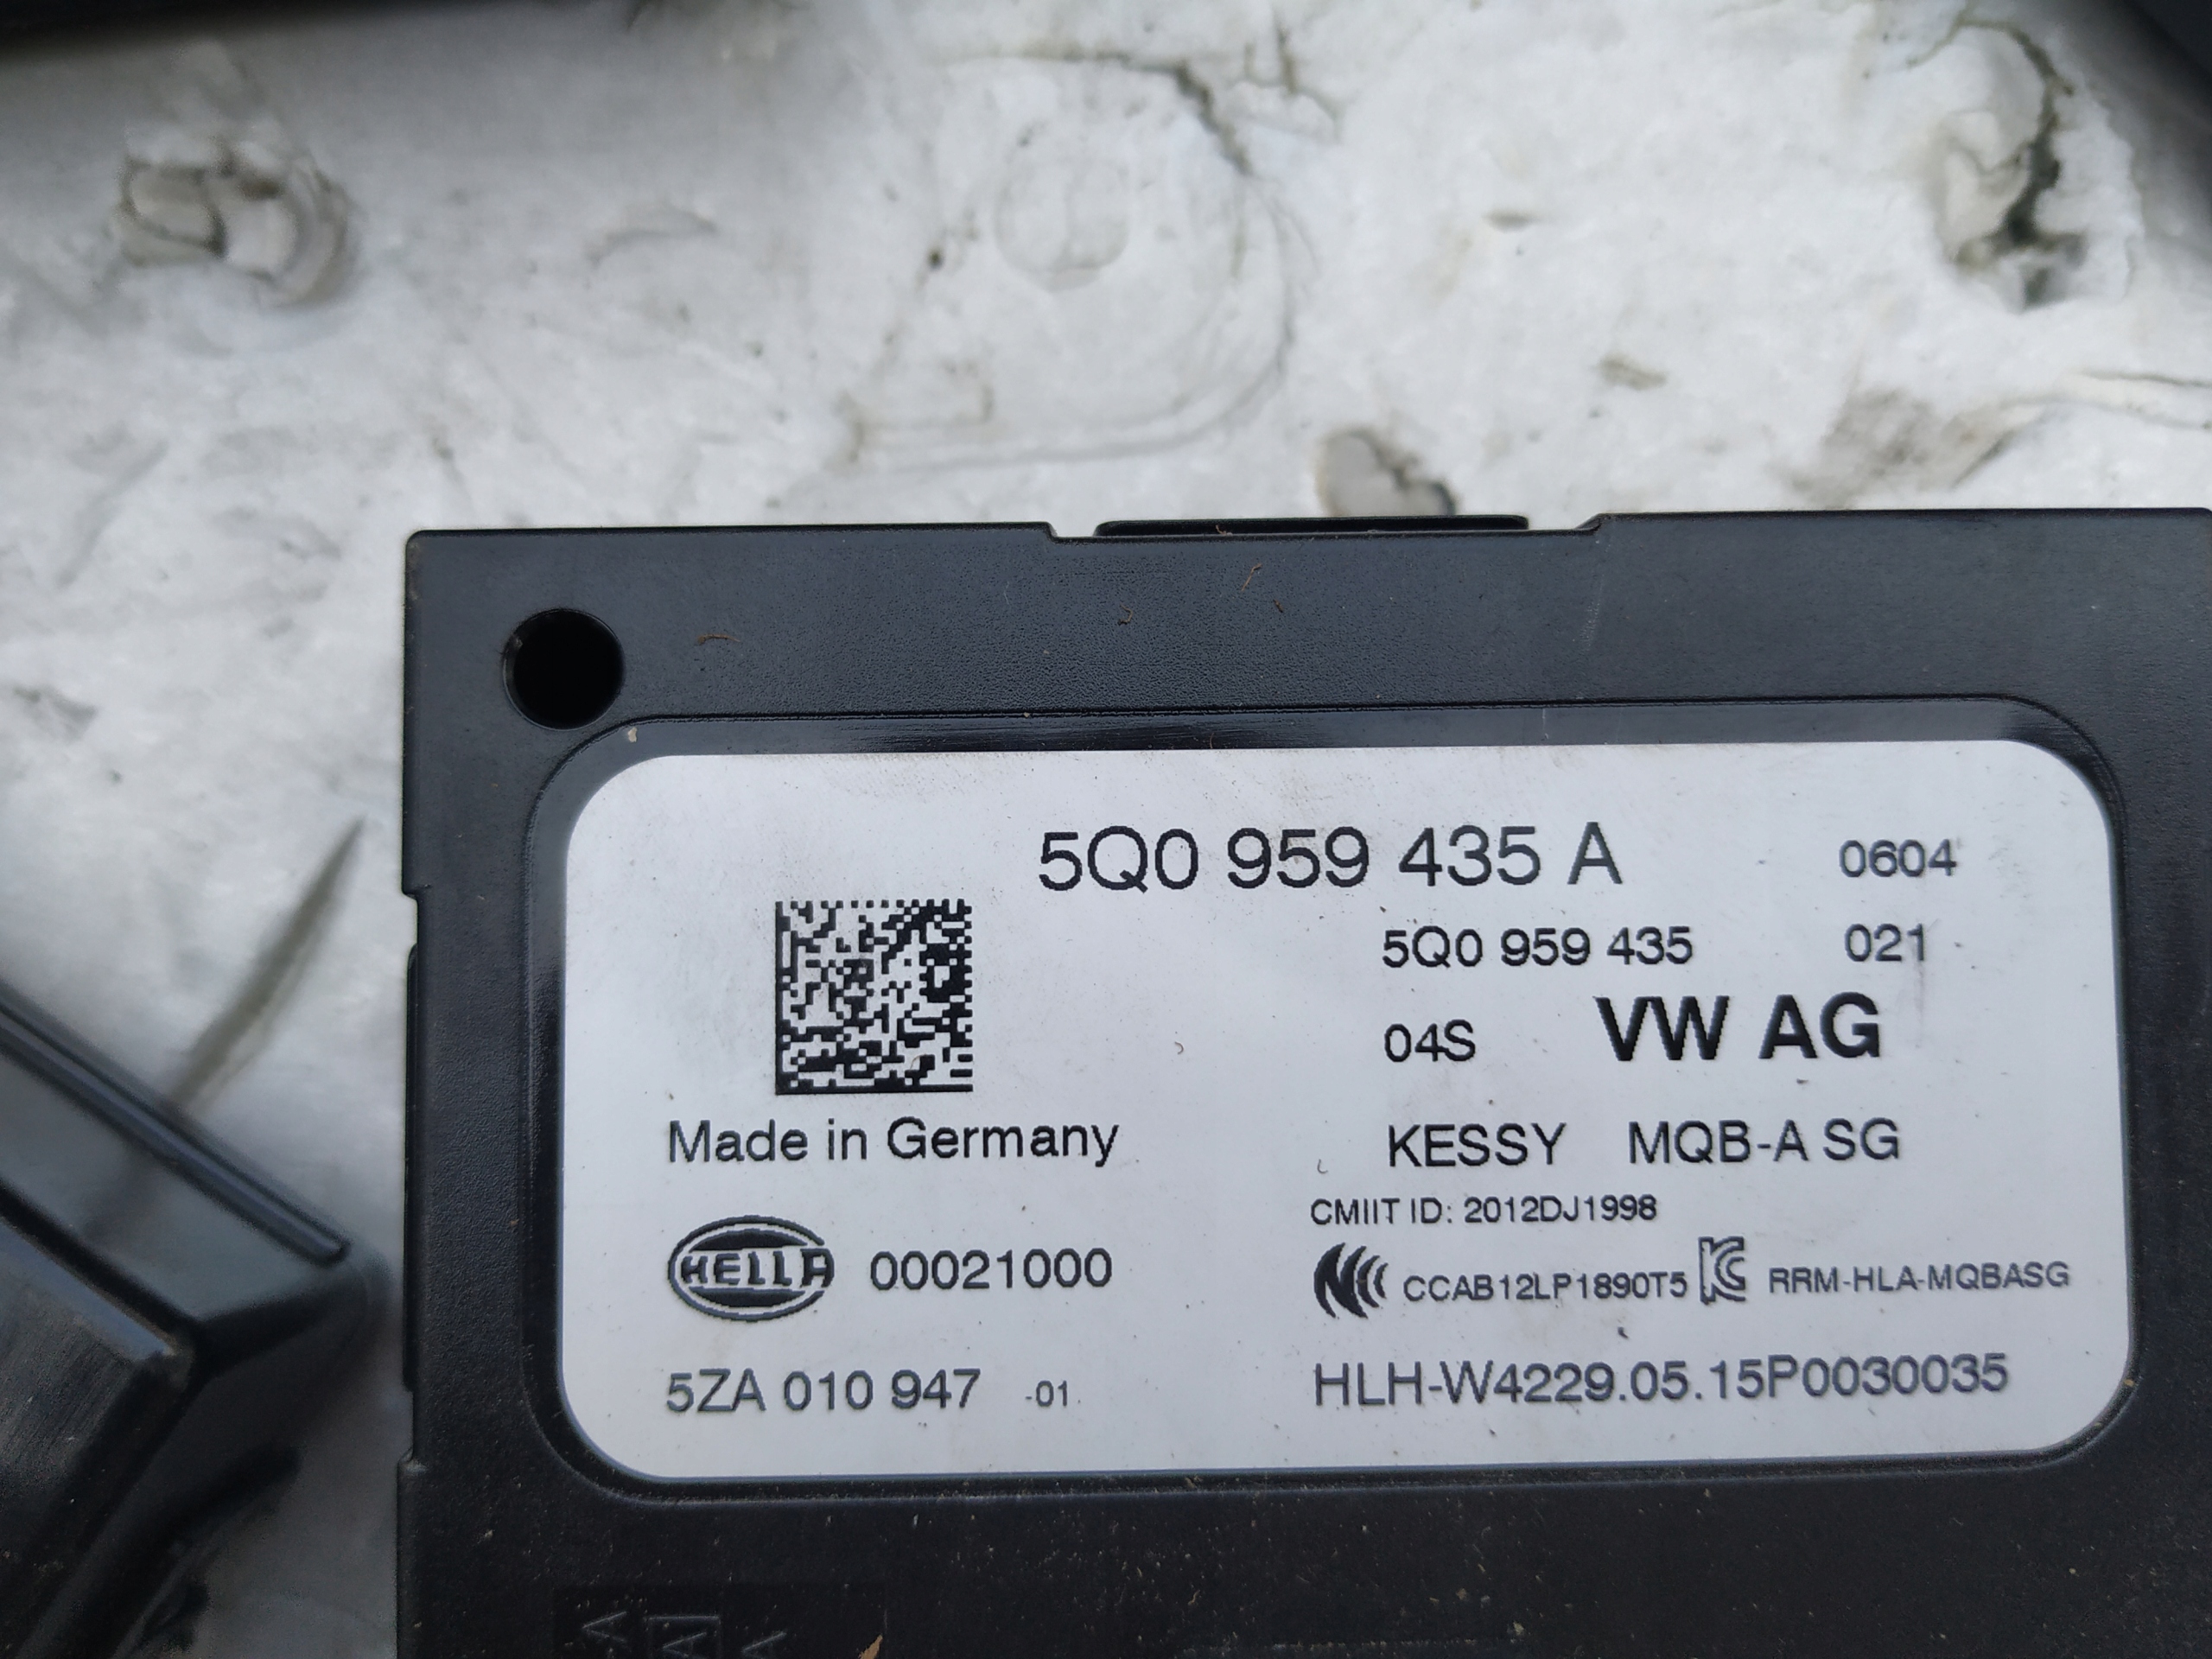 5Q0 959 435 A 0604
5Q0 959 435 021
04S VW AG
Made in Germany KESSY MQB-A SG
CMIIT ID: 2012DJ1998
HELLA 00021000 CCAB12LP1890T5 RRM-HLA-MQBASG
5ZA 010 947 -01 HLH-W4229.05.15P0030035